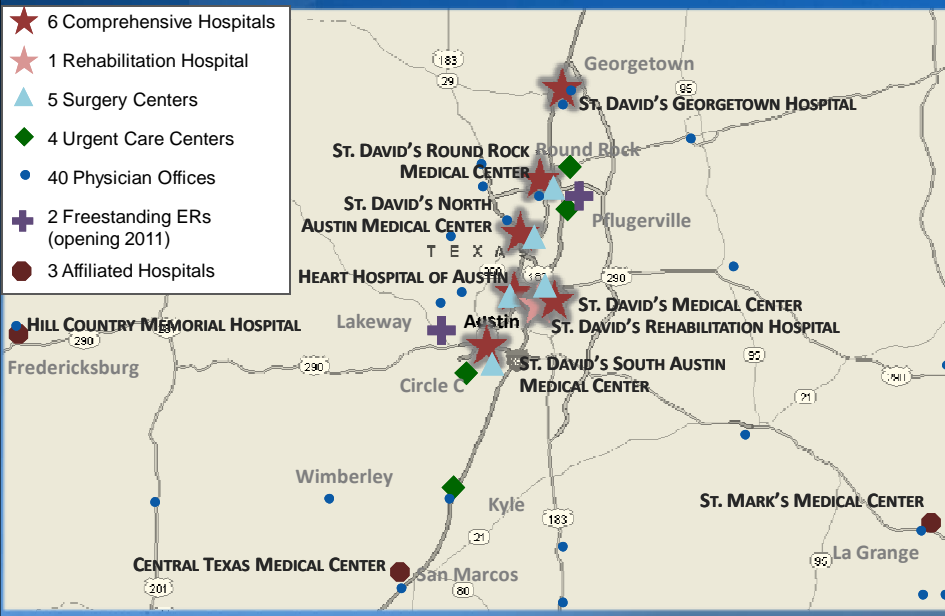 6 Comprehensive Hospitals
1 Rehabilitation Hospital
5 Surgery Centers
4 Urgent Care Centers
40 Physician Offices
2 Freestanding ERs
(opening 2011)
3 Affiliated Hospitals
183
29
Georgetown
95
ST. DAVID'S GEORGETOWN HOSPITAL
ST. DAVID'S ROUND ROCK
MEDICAL CENTER
Round Rock
ST. DAVID'S NORTH
AUSTIN MEDICAL CENTER
Pflugerville
TEXA
HEART HOSPITAL OF AUSTIN
183
290
ST. DAVID'S MEDICAL CENTER
ST. DAVID'S REHABILITATION HOSPITAL
HILL COUNTRY MEMORIAL HOSPITAL
290
Fredericksburg
Lakeway
Austin
290
Circle C
ST. DAVID'S SOUTH AUSTIN
MEDICAL CENTER
95
290
21
Wimberley
Kyle
183
21
ST. MARK'S MEDICAL CENTER
La Grange
95
CENTRAL TEXAS MEDICAL CENTER
San Marcos
201
80